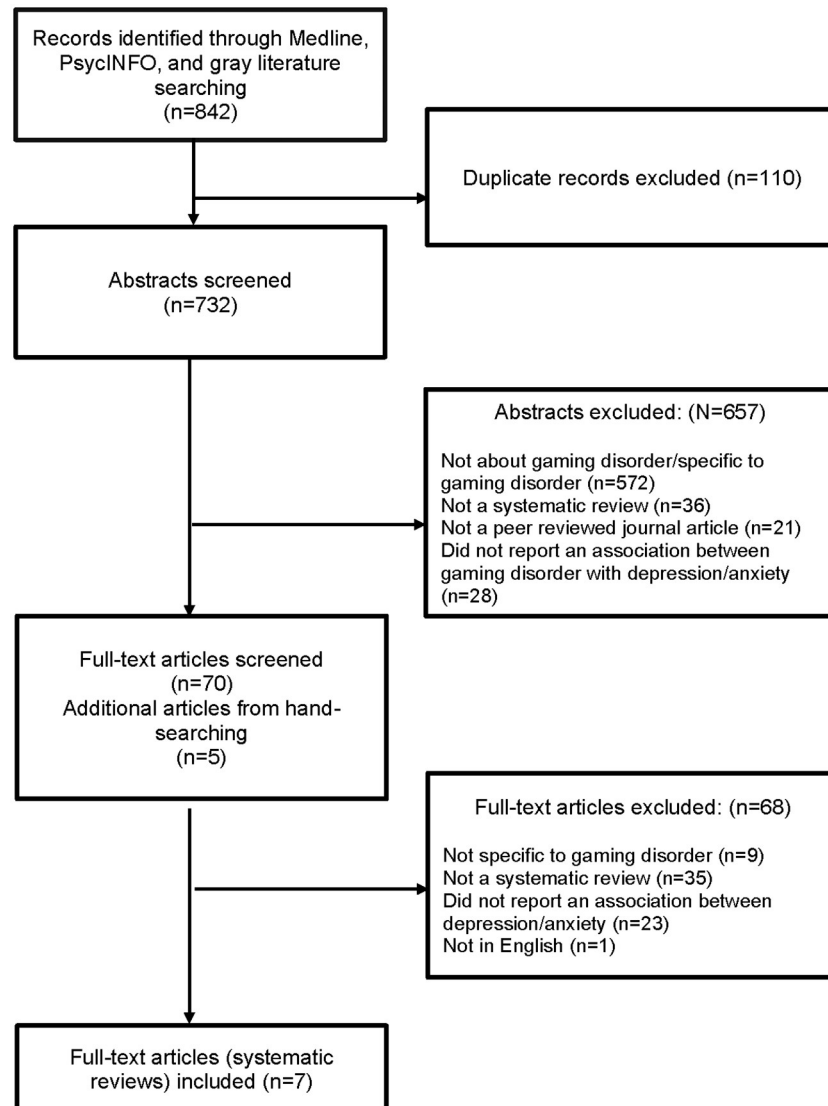 Records identified through Medline,
PsycINFO, and gray literature
searching
(n=842)
Duplicate records excluded (n=110)
Abstracts screened
(n=732)
Abstracts excluded: (N=657)
Not about gaming disorder/specific to
gaming disorder (n=572)
Not a systematic review (n=36)
Not a peer reviewed journal article (n=21)
Did not report an association between
gaming disorder with depression/anxiety
(n=28)
Full-text articles screened
(n=70)
Additional articles from hand-
searching
(n=5)
Full-text articles excluded: (n=68)
Not specific to gaming disorder (n=9)
Not a systematic review (n=35)
Did not report an association between
depression/anxiety (n=23)
Not in English (n=1)
Full-text articles (systematic
reviews) included (n=7)